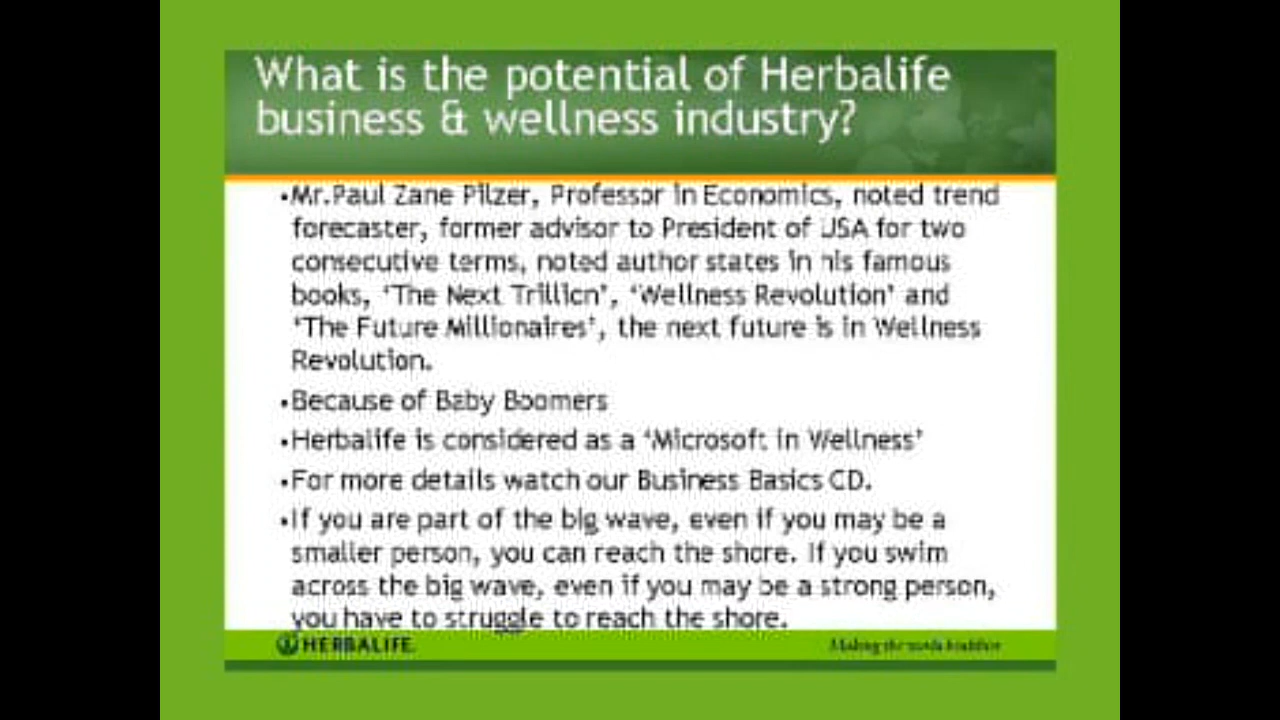 What is the potential of Herbalife
business & wellness industry?
•Mr.Paul Zane Pilzer, Professor in Economics, noted trend
forecaster, former advisor to President of USA for two
consecutive terms, noted author states in his famous
books, ‘The Next Trillion’, ‘Wellness Revolution’ and
‘The Future Millionaires’, the next future is in Wellness
Revolution.
•Because of Baby Boomers
•Herbalife is considered as a ‘Microsoft in Wellness’
•For more details watch our Business Basics CD.
•If you are part of the big wave, even if you may be a
smaller person, you can reach the shore. If you swim
across the big wave, even if you may be a strong person,
you have to struggle to reach the shore.
HERBALIFE. Making the world healthier